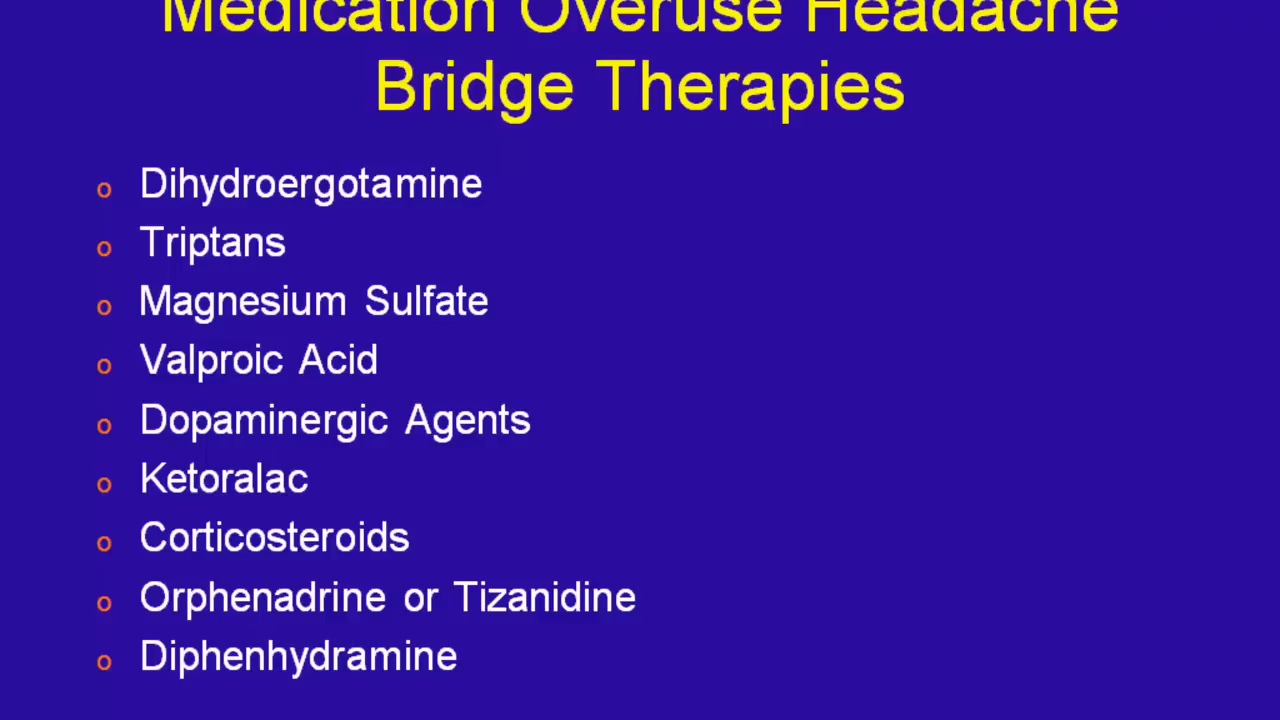 Medication Overuse Headache
Bridge Therapies
o Dihydroergotamine
o Triptans
o Magnesium Sulfate
o Valproic Acid
o Dopaminergic Agents
o Ketoralac
o Corticosteroids
o Orphenadrine or Tizanidine
o Diphenhydramine